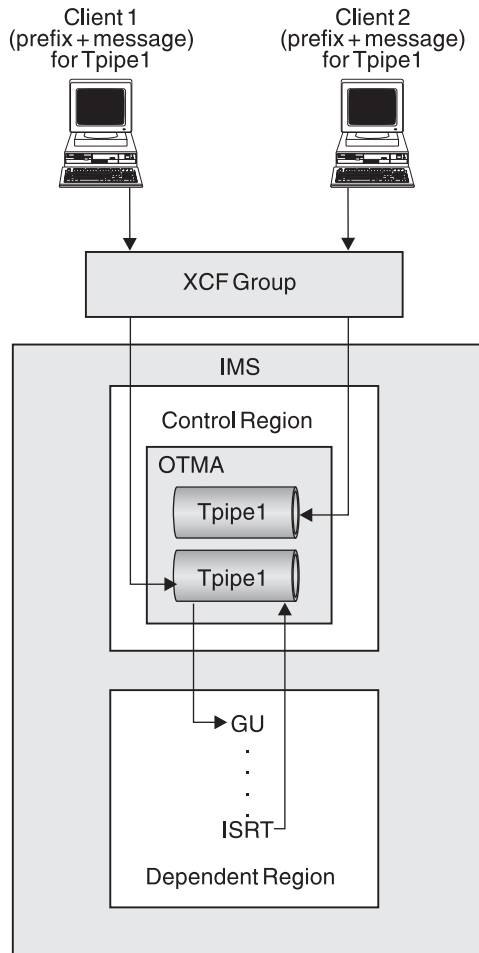 Client 1
(prefix + message)
for Tpipe1
Client 2
(prefix + message)
for Tpipe1
XCF Group
IMS
Control Region
OTMA
Tpipe1
Tpipe1
GU
ISRT
Dependent Region